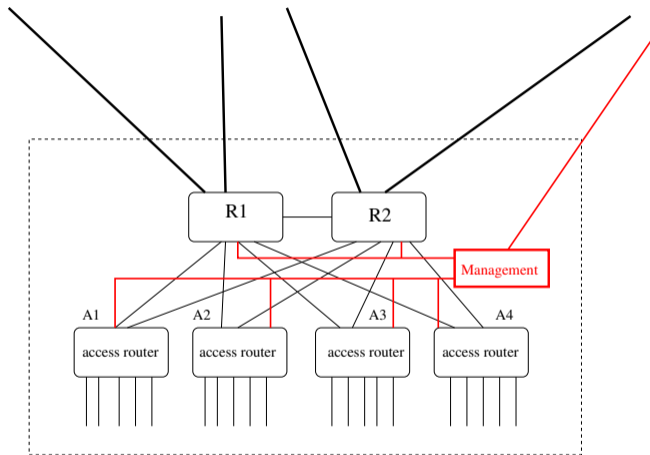 R1
R2
Management
A1
A2
A3
A4
access router
access router
access router
access router